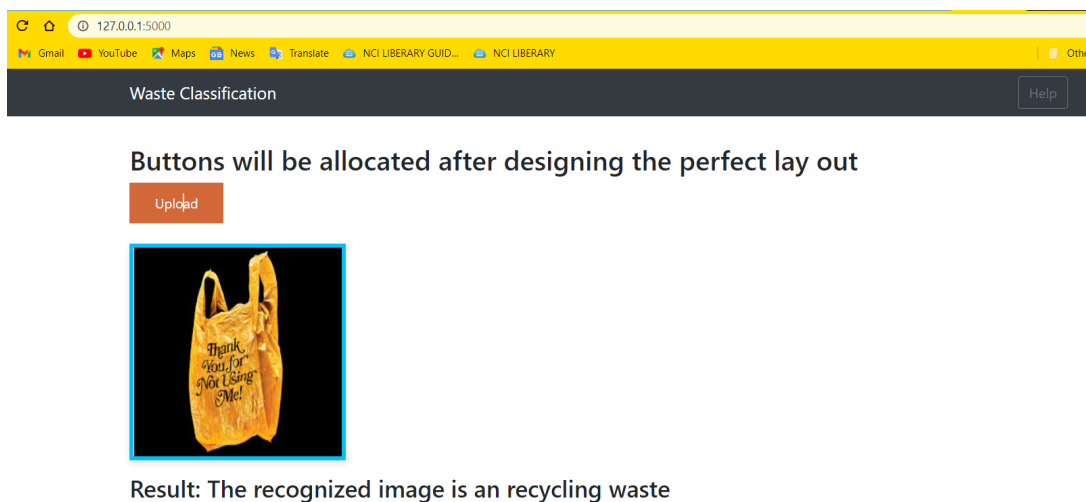 127.0.0.1:5000
Gmail YouTube Maps News Translate NCI LIBERARY GUID... NCI LIBERARY
Waste Classification Help
Buttons will be allocated after designing the perfect lay out
Upload
Thank
You for
Not Using
Me!
Result: The recognized image is an recycling waste